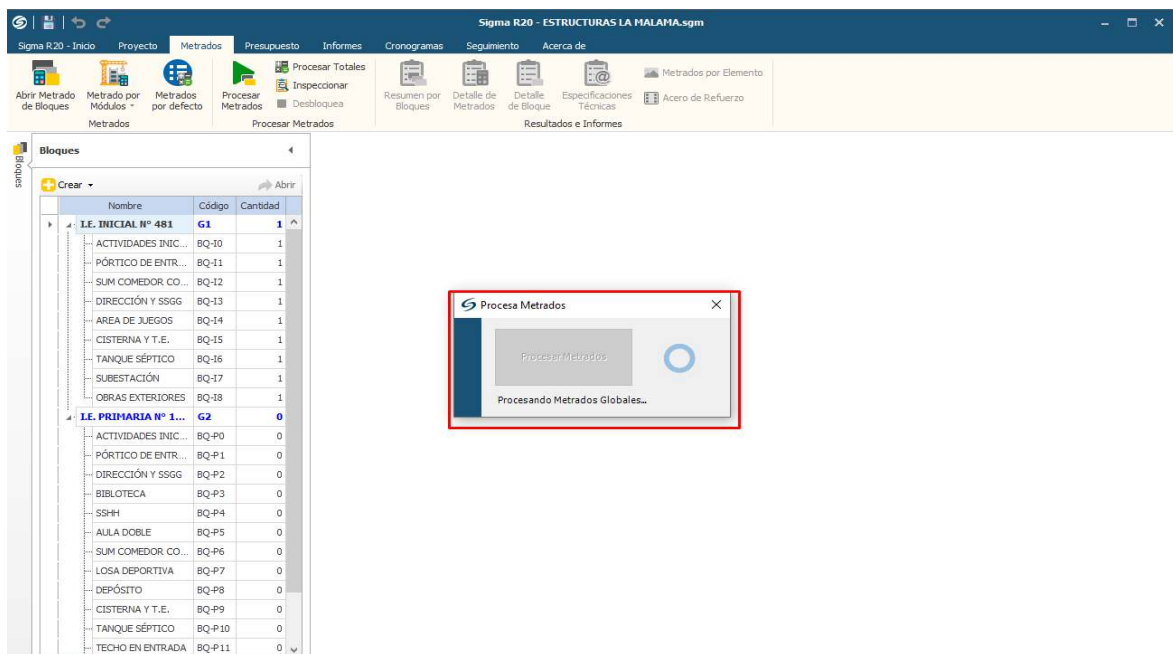 Sigma R20 - ESTRUCTURAS LA MALAMA.sgm
Sigma R20 - Inicio Proyecto Metrados Presupuesto Informes Cronogramas Seguimiento Acerca de
Abrir Metrado de Bloques
Metrado por Módulos
Metrados por defecto
Metrados
Procesar Metrados
Procesar Totales
Inspeccionar
Desbloquea
Procesar Metrados
Resumen por Bloques
Detalle de Metrados
Detalle de Bloque
Especificaciones Técnicas
Metrados por Elemento
Acero de Refuerzo
Resultados e Informes
Bloques
Bloques
Crear Abrir
Nombre Código Cantidad
I.E. INICIAL Nº 481 G1 1
ACTIVIDADES INIC... BQ-I0 1
PÓRTICO DE ENTR... BQ-I1 1
SUM COMEDOR CO... BQ-I2 1
DIRECCIÓN Y SSGG BQ-I3 1
AREA DE JUEGOS BQ-I4 1
CISTERNA Y T.E. BQ-I5 1
TANQUE SÉPTICO BQ-I6 1
SUBESTACIÓN BQ-I7 1
OBRAS EXTERIORES BQ-I8 1
I.E. PRIMARIA Nº 1... G2 0
ACTIVIDADES INIC... BQ-P0 0
PÓRTICO DE ENTR... BQ-P1 0
DIRECCIÓN Y SSGG BQ-P2 0
BIBLOTECA BQ-P3 0
SSHH BQ-P4 0
AULA DOBLE BQ-P5 0
SUM COMEDOR CO... BQ-P6 0
LOSA DEPORTIVA BQ-P7 0
DEPÓSITO BQ-P8 0
CISTERNA Y T.E. BQ-P9 0
TANQUE SÉPTICO BQ-P10 0
TECHO EN ENTRADA BQ-P11 0
Procesa Metrados
Procesar Metrados
Procesando Metrados Globales...